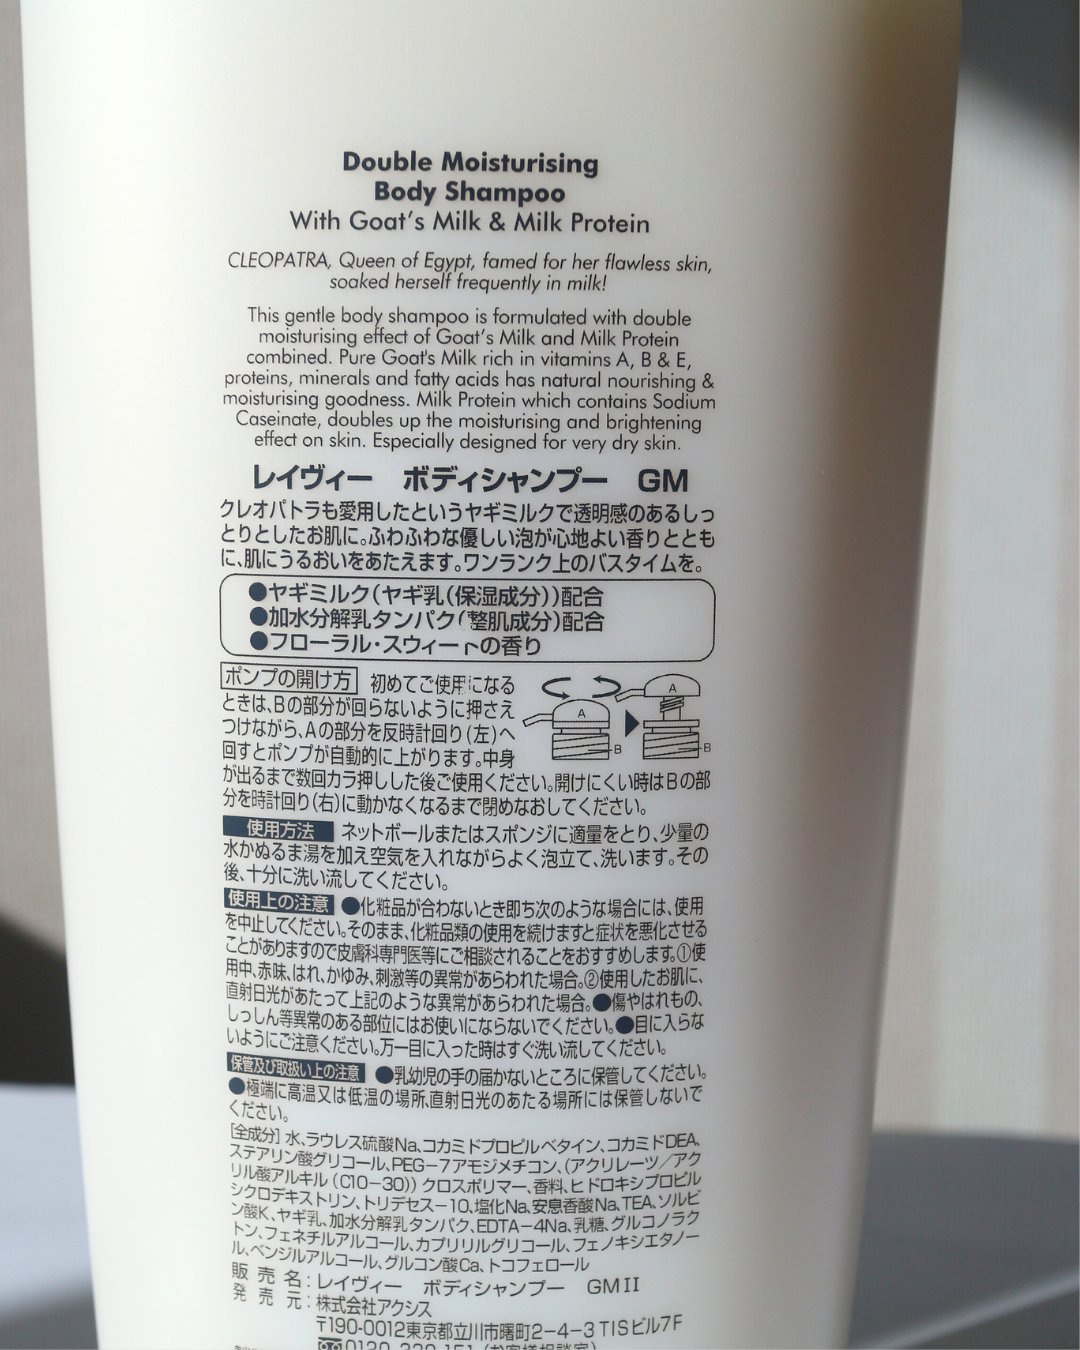 Double Moisturising
Body Shampoo
With Goat's Milk & Milk Protein
CLEOPATRA, Queen of Egypt, famed for her flawless skin,
soaked herself frequently in milk!
This gentle body shampoo is formulated with double
moisturising effect of Goat's Milk and Milk Protein
combined. Pure Goat's Milk rich in vitamins A, B & E,
proteins, minerals and fatty acids has natural nourishing &
moisturising goodness. Milk Protein which contains Sodium
Caseinate, doubles up the moisturising and brightening
effect on skin. Especially designed for very dry skin.
レイヴィー ボディシャンプー GM
クレオパトラも愛用したというヤギミルクで透明感のあるしっ
とりとしたお肌に。ふわふわな優しい泡が心地よい香りととも
に、肌にうるおいをあたえます。ワンランク上のバスタイムを。
●ヤギミルク(ヤギ乳(保湿成分))配合
●加水分解乳タンパク(整肌成分)配合
●フローラル・スウィートの香り
ポンプの開け方 初めてご使用になる
ときは、Bの部分が回らないように押さえ
つけながら、Aの部分を反時計回り(左)へ
回すとポンプが自動的に上がります。中身
が出るまで数回カラ押しした後ご使用ください。開けにくい時はBの部
分を時計回り(右)に動かなくなるまで閉めなおしてください。
A
B
A
B
使用方法 ネットボールまたはスポンジに適量をとり、少量の
水かぬるま湯を加え空気を入れながらよく泡立て、洗います。その
後、十分に洗い流してください。
使用上の注意 ●化粧品が合わないとき即ち次のような場合には、使用
を中止してください。そのまま、化粧品類の使用を続けますと症状を悪化させる
ことがありますので皮膚科専門医等にご相談されることをおすすめします。①使
用中、赤味、はれ、かゆみ、刺激等の異常があらわれた場合。②使用したお肌に、
直射日光があたって上記のような異常があらわれた場合。●傷やはれもの、
しっしん等異常のある部位にはお使いにならないでください。●目に入らな
いようにご注意ください。万一目に入った時はすぐ洗い流してください。
保管及び取扱い上の注意 ●乳幼児の手の届かないところに保管してください。
●極端に高温又は低温の場所、直射日光のあたる場所には保管しないで
ください。
[全成分] 水、ラウレス硫酸Na、コカミドプロピルベタイン、コカミドDEA、
ステアリン酸グリコール、PEG-7アモジメチコン、(アクリレーツ/アク
リル酸アルキル(C10-30))クロスポリマー、香料、ヒドロキシプロピル
シクロデキストリン、トリデセス-10、塩化Na、安息香酸Na、TEA、ソルビ
ン酸K、ヤギ乳、加水分解乳タンパク、EDTA-4Na、乳糖、グルコノラク
トン、フェネチルアルコール、カプリリルグリコール、フェノキシエタノー
ル、ベンジルアルコール、グルコン酸Ca、トコフェロール
販売名:レイヴィー ボディシャンプー GMII
発売元:株式会社アクシス
〒190-0012東京都立川市曙町2-4-3 TISビル7F